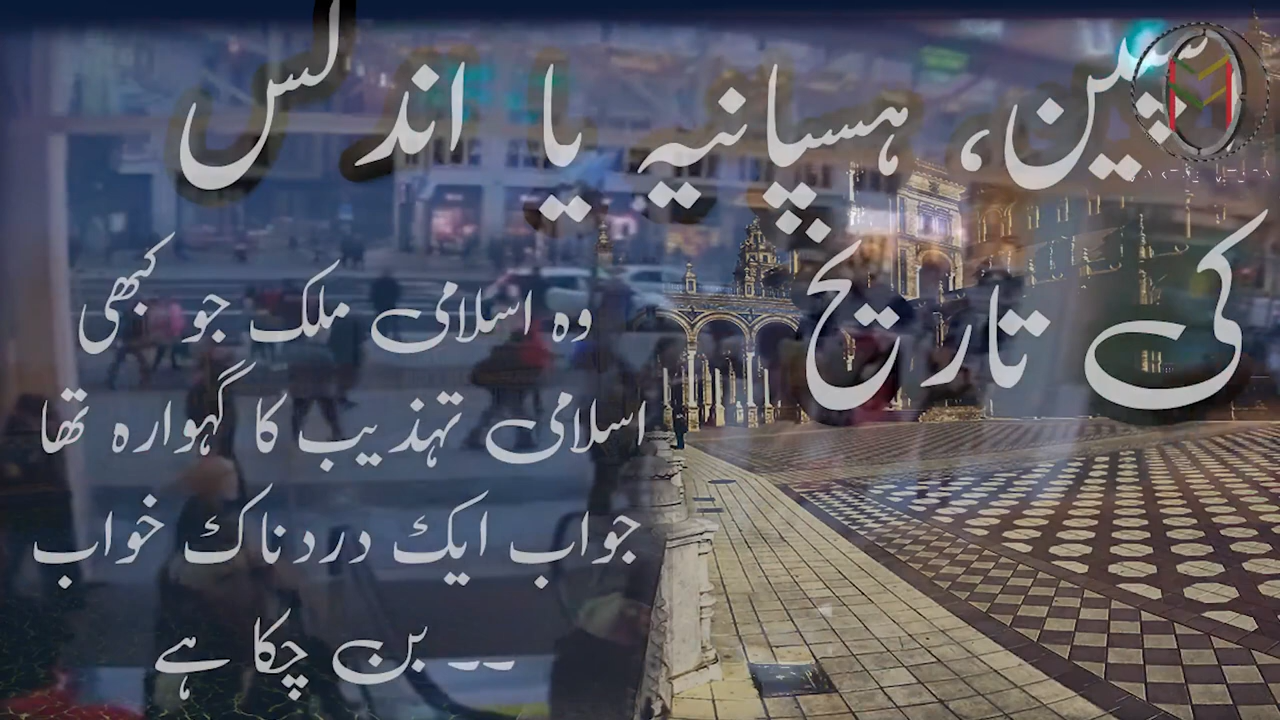 سپین، ہسپانیہ یا اندلس
کی تاریخ
وہ اسلامی ملک جو کبھی
اسلامی تہذیب کا گہوارہ تھا
جواب ایک دردناک خواب
بن چکا ہے --